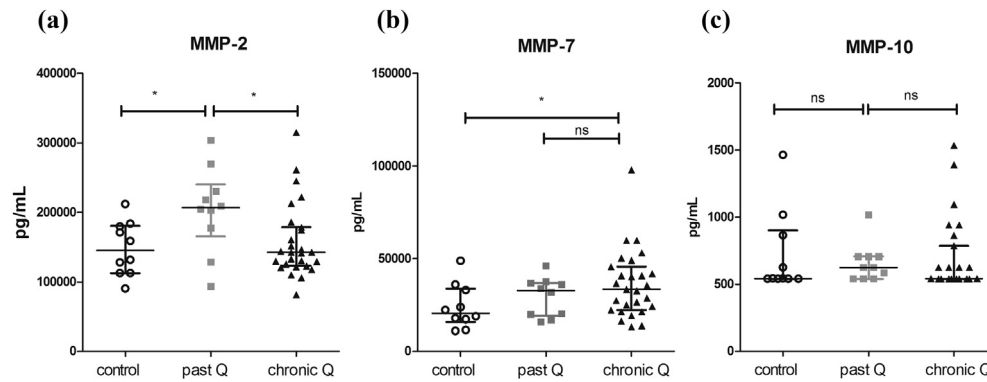 (a)
MMP-2
pg/mL
400000
300000
200000
100000
0
* *
control past Q chronic Q
(b)
MMP-7
pg/mL
150000
100000
50000
0
*
ns
control past Q chronic Q
(c)
MMP-10
pg/mL
2000
1500
1000
500
0
ns ns
control past Q chronic Q